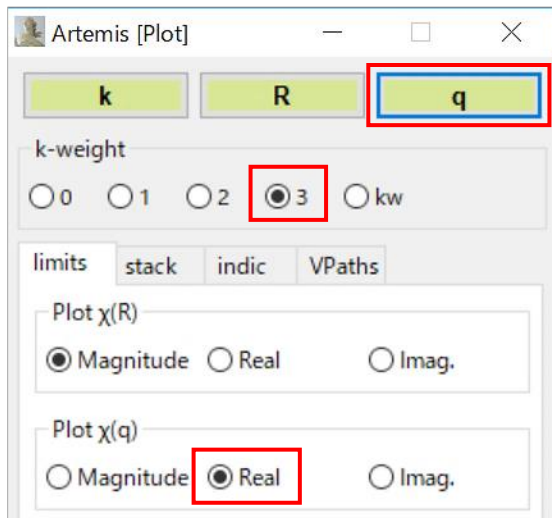 Artemis [Plot]
k R q
k-weight
0 1 2 3 kw
limits stack indic VPaths
Plot χ(R)
Magnitude Real Imag.
Plot χ(q)
Magnitude Real Imag.